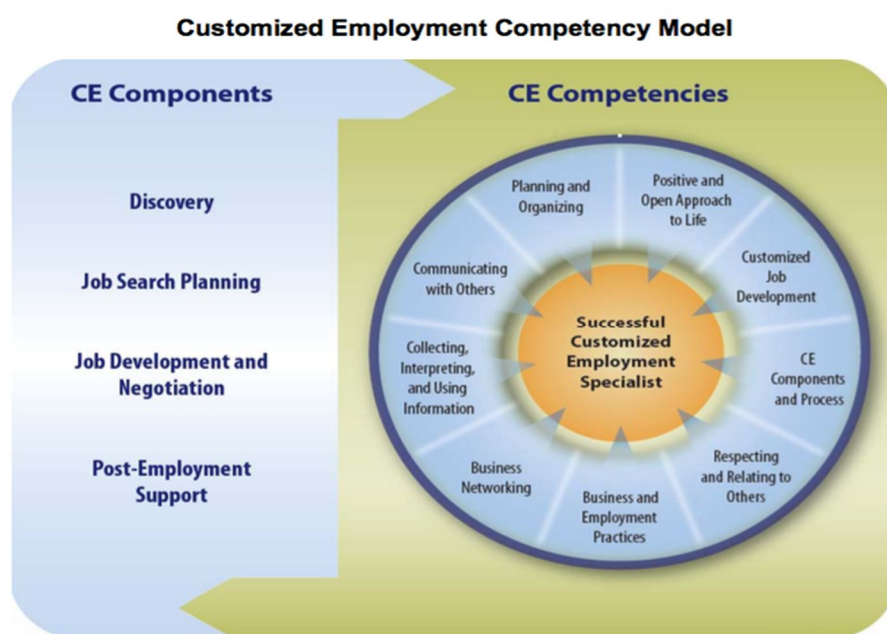 Customized Employment Competency Model
CE Components
Discovery
Job Search Planning
Job Development and
Negotiation
Post-Employment
Support
CE Competencies
Planning and
Organizing
Positive and
Open Approach
to Life
Customized
Job
Development
CE
Components
and Process
Respecting
and Relating to
Others
Business and
Employment
Practices
Business
Networking
Collecting,
Interpreting,
and Using
Information
Communicating
with Others
Successful
Customized
Employment
Specialist